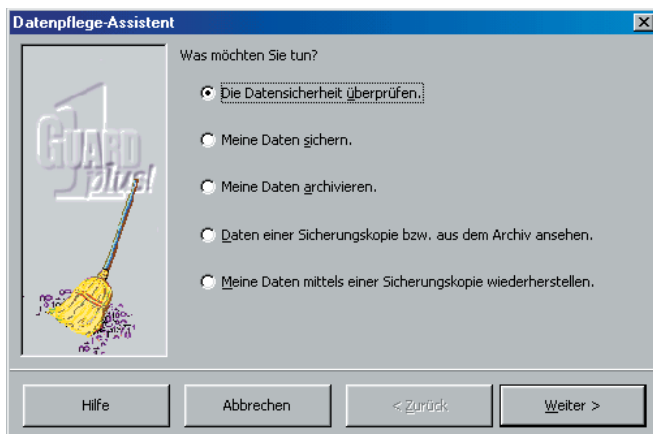 Datenpflege-Assistent
Was möchten Sie tun?
Die Datensicherheit überprüfen.
Meine Daten sichern.
Meine Daten archivieren.
Daten einer Sicherungskopie bzw. aus dem Archiv ansehen.
Meine Daten mittels einer Sicherungskopie wiederherstellen.
1
GUARD
plus!
Hilfe
Abbrechen
< Zurück
Weiter >